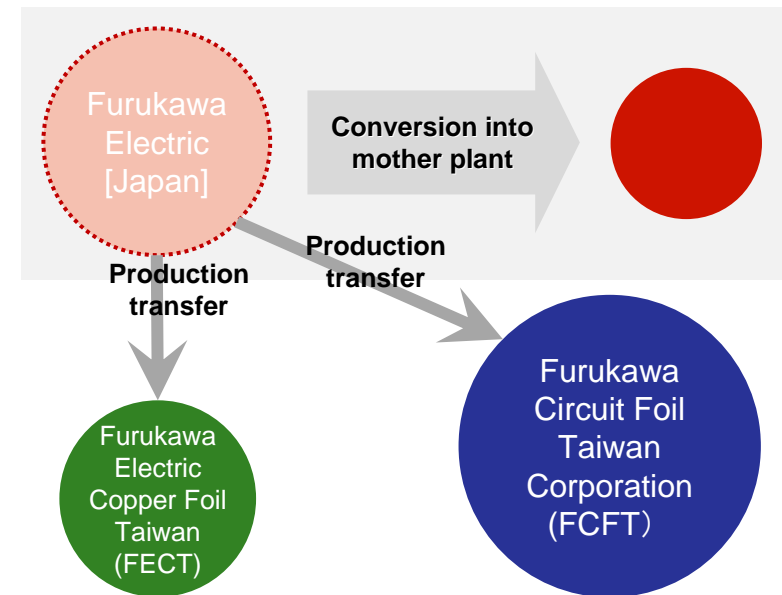 Furukawa
Electric
[Japan]
Conversion into
mother plant
Production
transfer
Production
transfer
Furukawa
Electric
Copper Foil
Taiwan
(FECT)
Furukawa
Circuit Foil
Taiwan
Corporation
(FCFT）